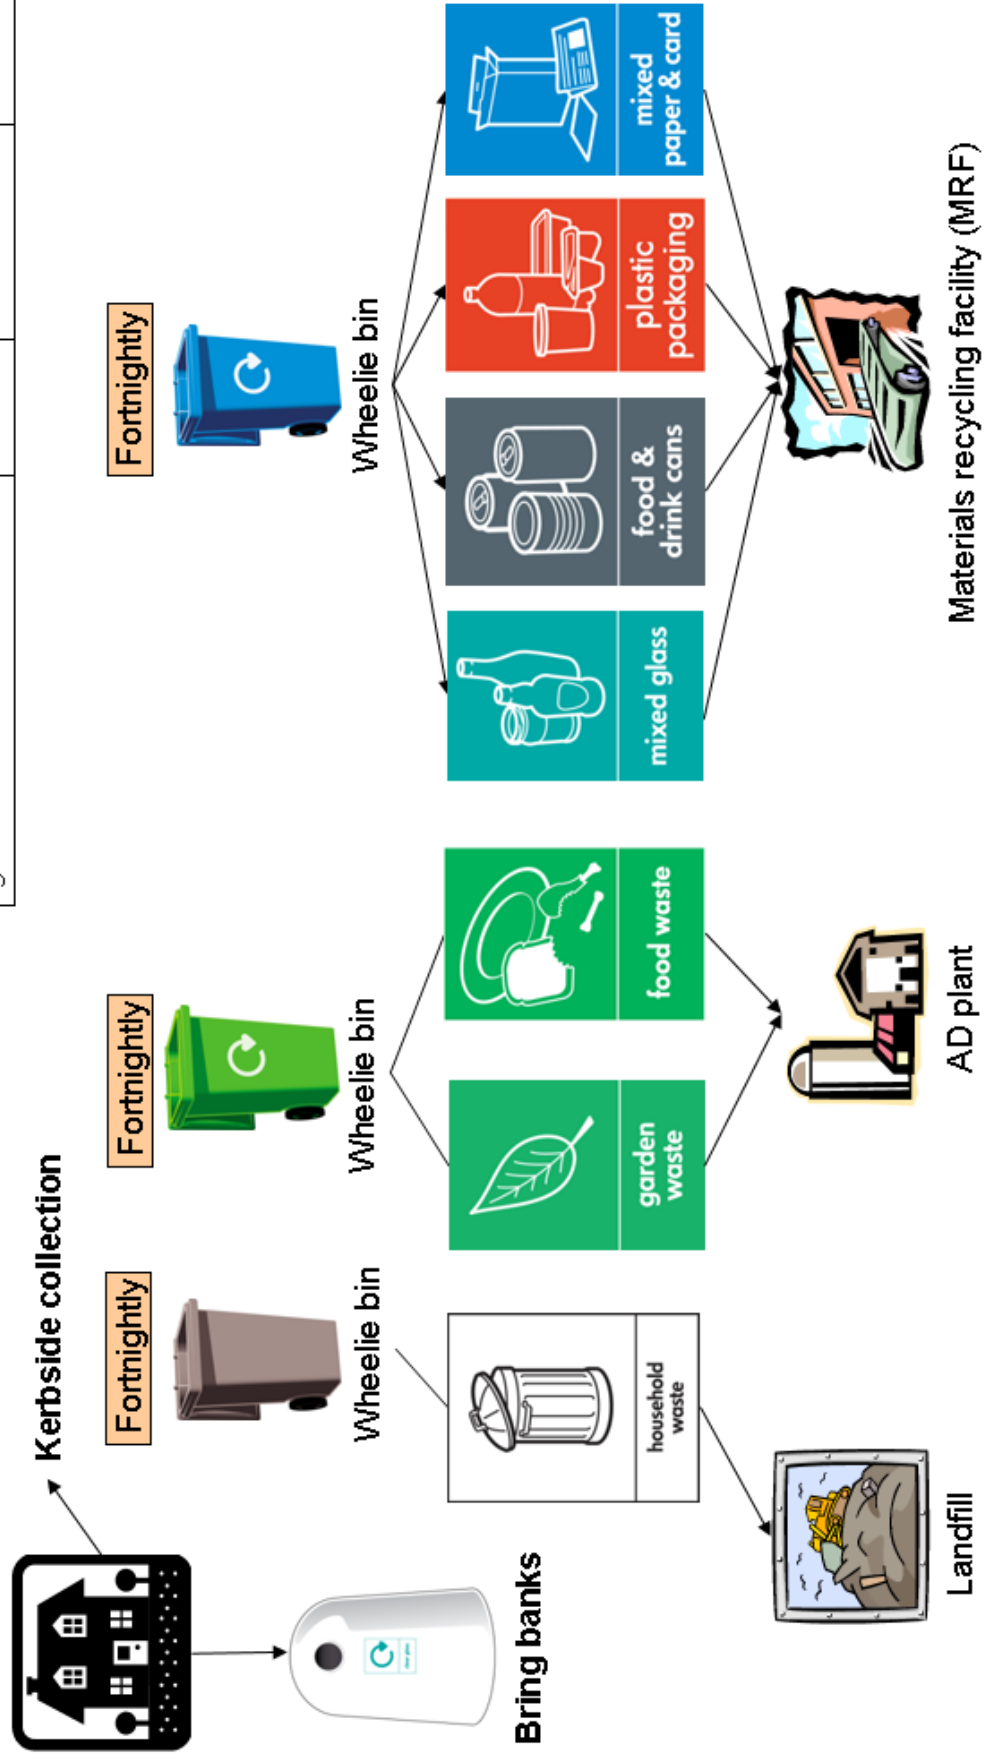 Kerbside collection
Fortnightly
Fortnightly
Fortnightly
Wheelie bin
Wheelie bin
Wheelie bin
Bring banks
household
waste
garden
waste
food waste
mixed glass
food &
drink cans
plastic
packaging
mixed
paper & card
Landfill
AD plant
Materials recycling facility (MRF)